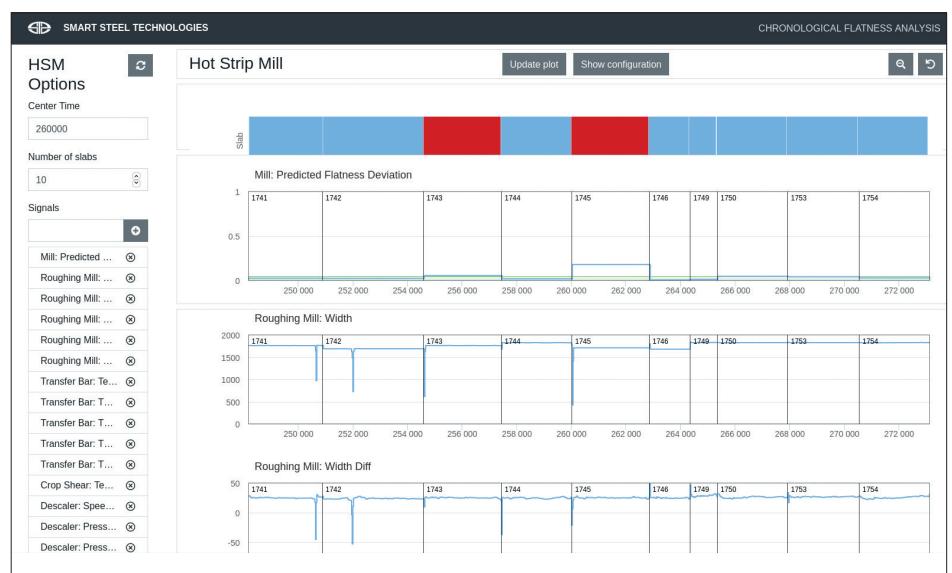 SMART STEEL TECHNOLOGIES
CHRONOLOGICAL FLATNESS ANALYSIS
HSM
Options
Center Time
260000
Number of slabs
10
Signals
Mill: Predicted ...
Roughing Mill: ...
Roughing Mill: ...
Roughing Mill: ...
Roughing Mill: ...
Roughing Mill: ...
Transfer Bar: Te...
Transfer Bar: T...
Transfer Bar: T...
Transfer Bar: T...
Transfer Bar: T...
Crop Shear: Te...
Descaler: Spee...
Descaler: Press...
Descaler: Press...
Hot Strip Mill
Update plot
Show configuration
Slab
Mill: Predicted Flatness Deviation
1
0.5
0
1741 1742 1743 1744 1745 1746 1749 1750 1753 1754
250 000 252 000 254 000 256 000 258 000 260 000 262 000 264 000 266 000 268 000 270 000 272 000
Roughing Mill: Width
2000
1500
1000
500
0
1741 1742 1743 1744 1745 1746 1749 1750 1753 1754
250 000 252 000 254 000 256 000 258 000 260 000 262 000 264 000 266 000 268 000 270 000 272 000
Roughing Mill: Width Diff
50
0
-50
1741 1742 1743 1744 1745 1746 1749 1750 1753 1754